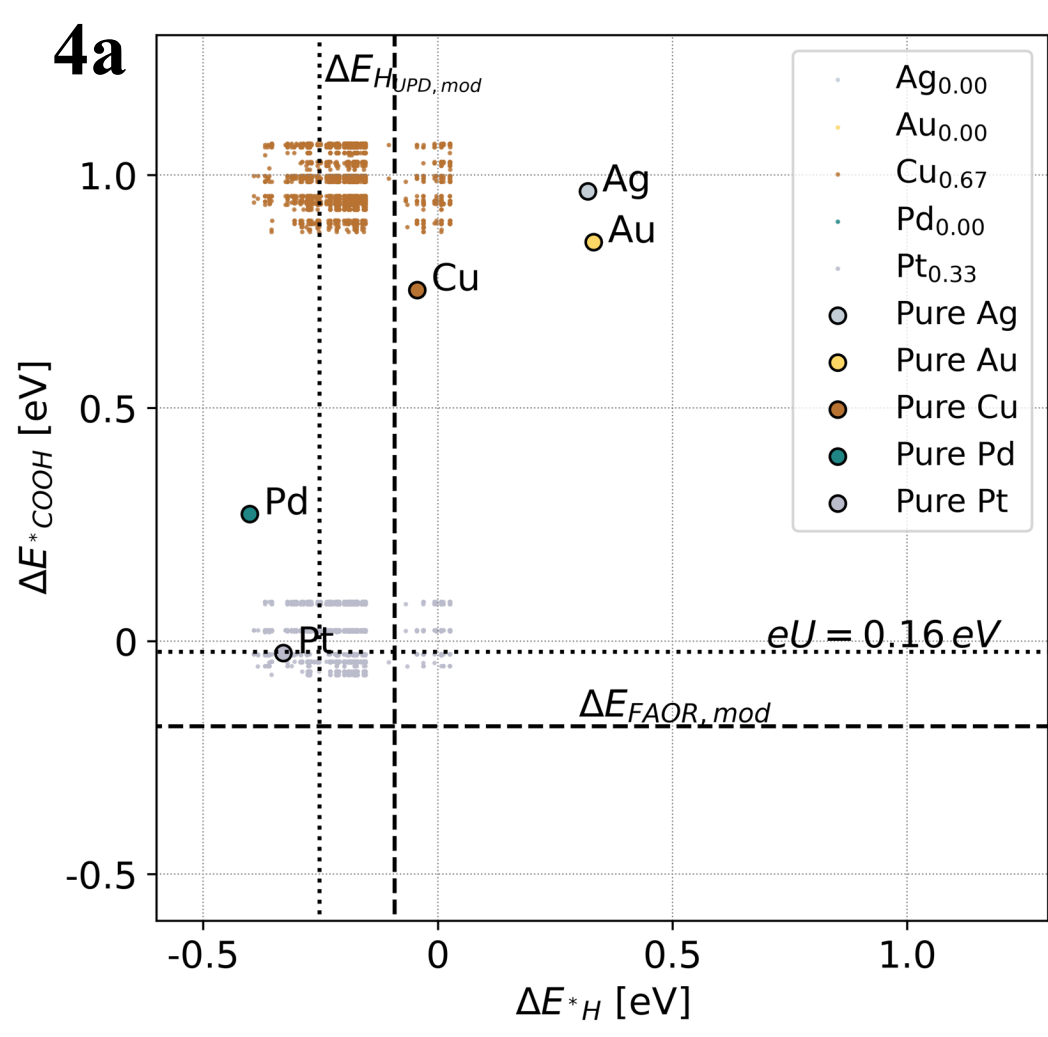 4a
ΔE_{H_{UPD, mod}}
Ag_{0.00}
Au_{0.00}
Cu_{0.67}
Pd_{0.00}
Pt_{0.33}
Pure Ag
Pure Au
Pure Cu
Pure Pd
Pure Pt
Ag
Au
Cu
Pd
Pt
eU = 0.16 eV
ΔE_{FAOR, mod}
1.0
0.5
0
-0.5
ΔE_{*COOH} [eV]
-0.5
0
0.5
1.0
ΔE_{*H} [eV]